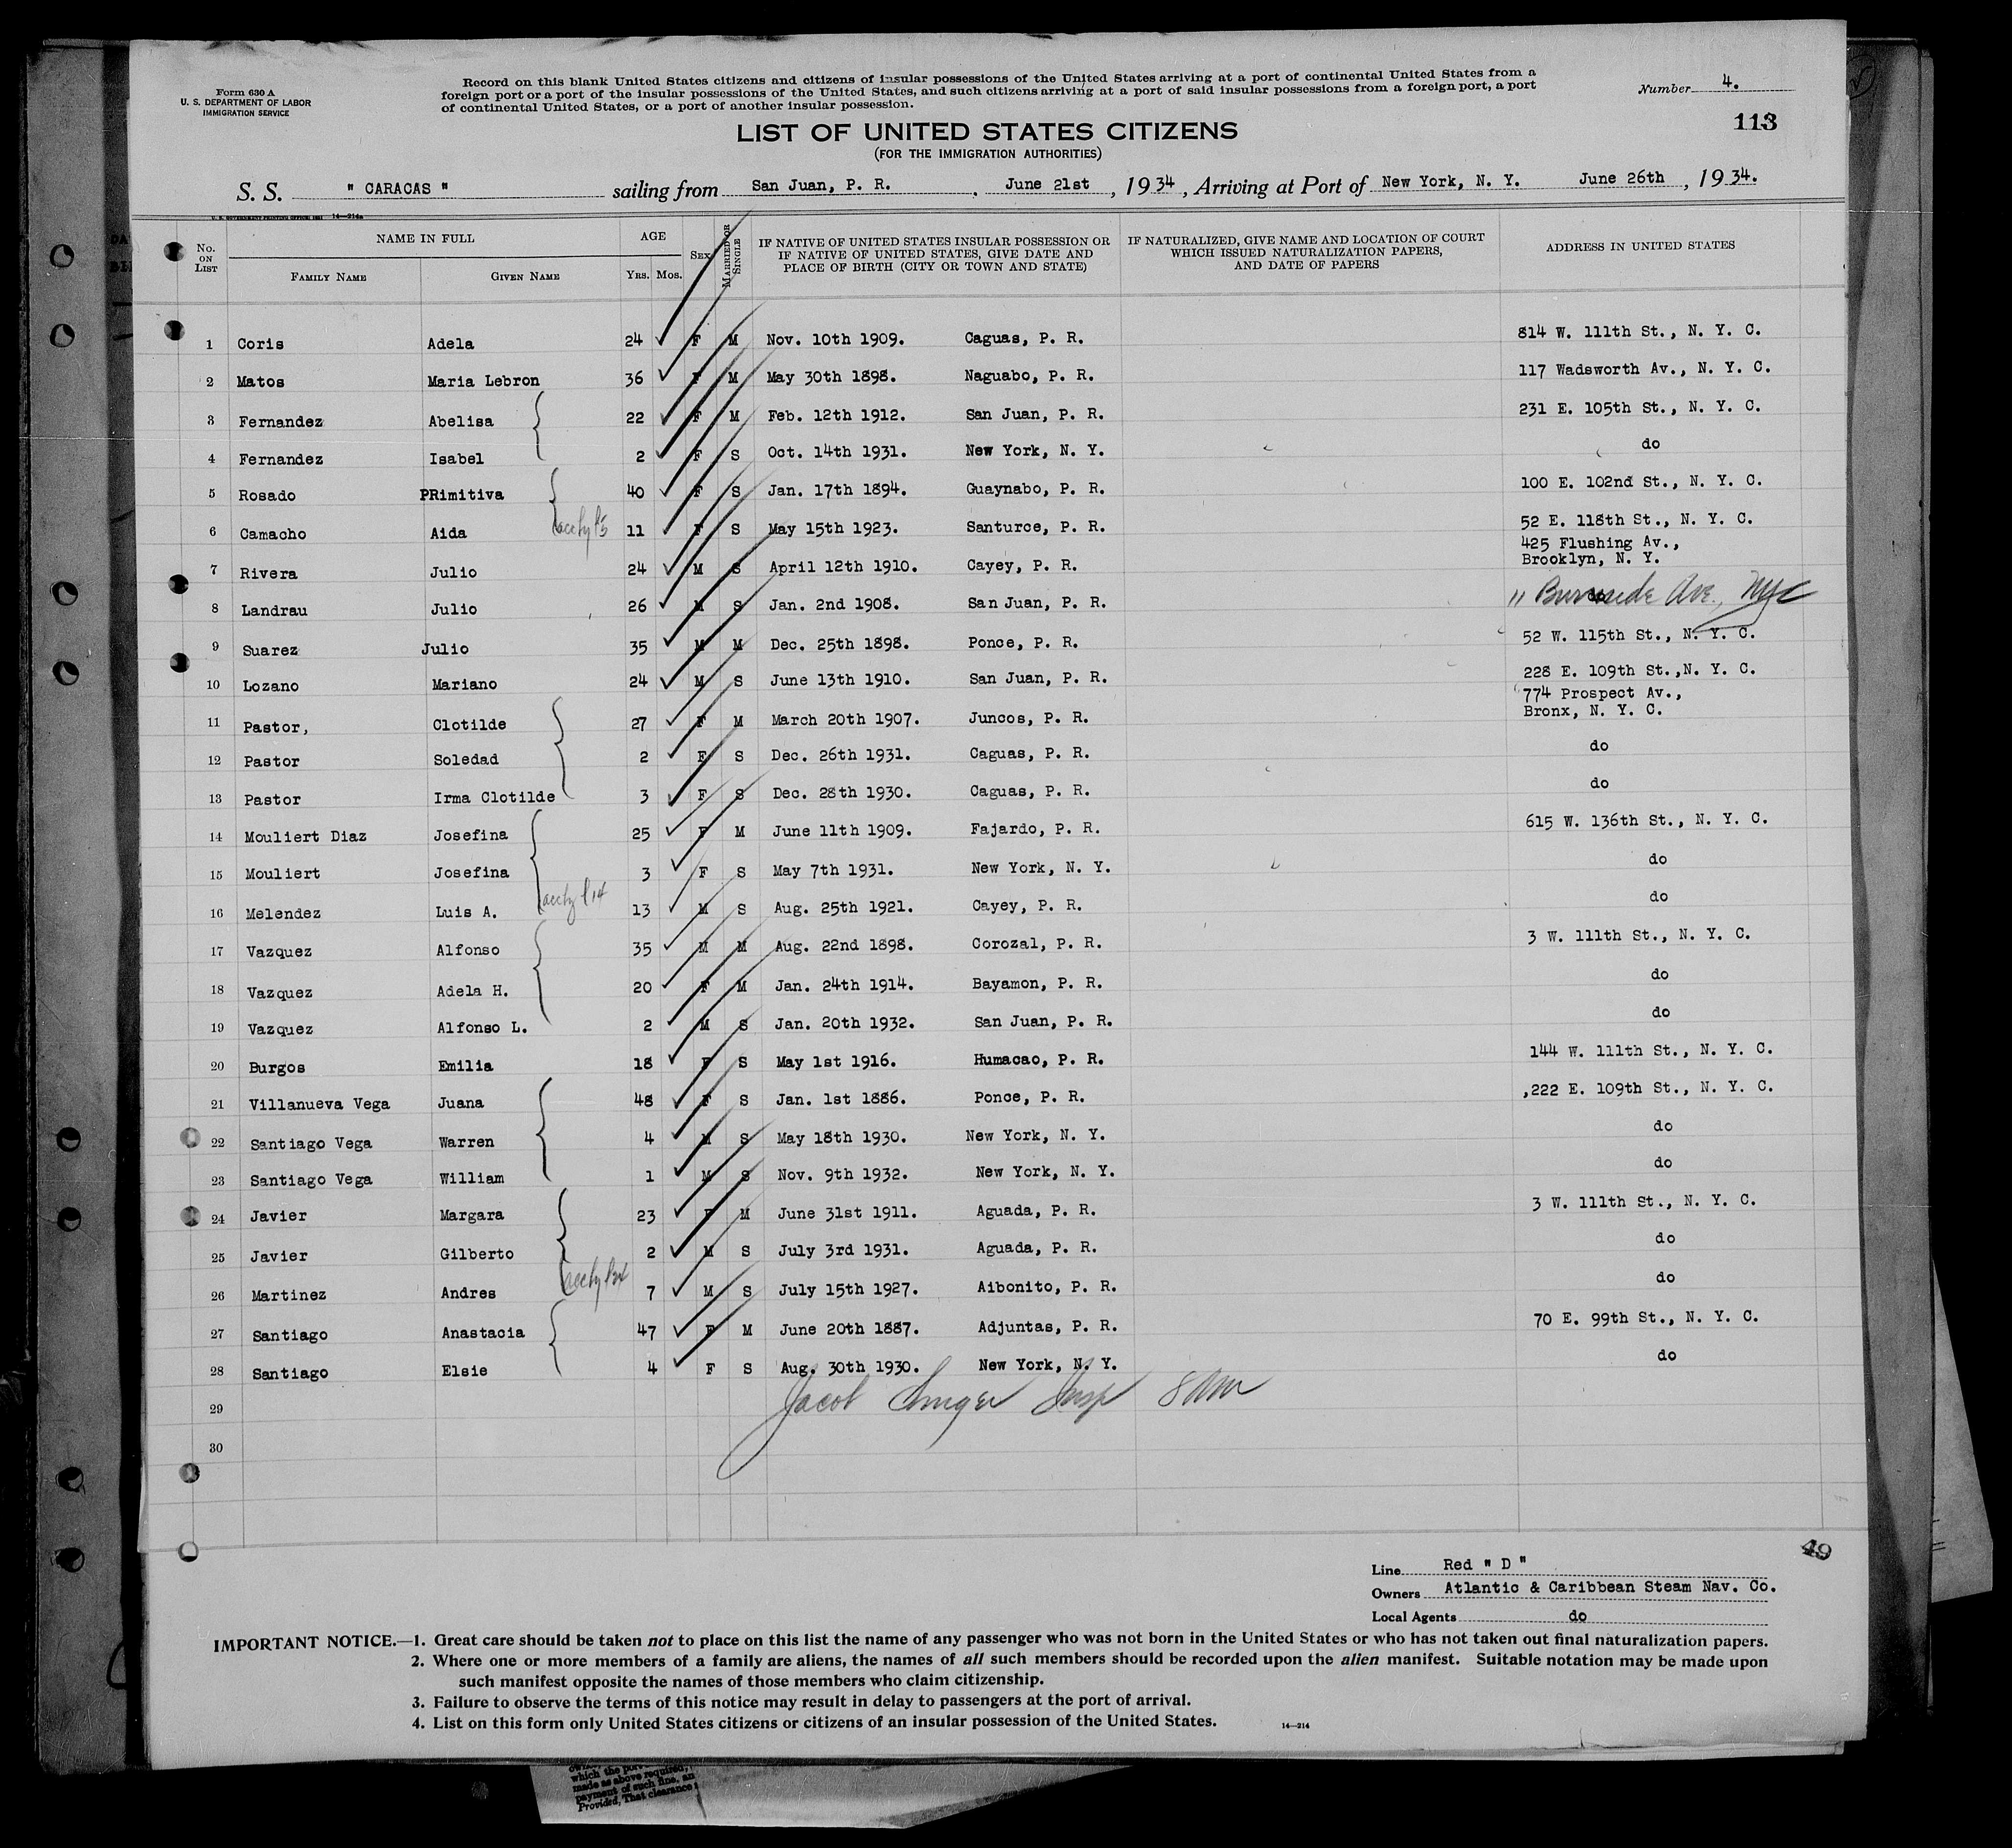 Form 630 A
U. S. DEPARTMENT OF LABOR
IMMIGRATION SERVICE
Record on this blank United States citizens and citizens of insular possessions of the United States arriving at a port of continental United States from a
foreign port or a port of the insular possessions of the United States, and such citizens arriving at a port of said insular possessions from a foreign port, a port
of continental United States, or a port of another insular possession.
Number 4.
113
LIST OF UNITED STATES CITIZENS
(FOR THE IMMIGRATION AUTHORITIES)
S. S. " CARACAS " sailing from San Juan, P. R. , June 21st , 1934 , Arriving at Port of New York, N. Y. June 26th , 1934.
No. ON LIST NAME IN FULL FAMILY NAME GIVEN NAME AGE YRS. MOS. SEX MARRIED OR SINGLE IF NATIVE OF UNITED STATES INSULAR POSSESSION OR IF NATIVE OF UNITED STATES, GIVE DATE AND PLACE OF BIRTH (CITY OR TOWN AND STATE) IF NATURALIZED, GIVE NAME AND LOCATION OF COURT WHICH ISSUED NATURALIZATION PAPERS, AND DATE OF PAPERS ADDRESS IN UNITED STATES
1 Coris Adela 24 F M Nov. 10th 1909. Caguas, P. R. 814 W. 111th St., N. Y. C.
2 Matos Maria Lebron 36 F M May 30th 1898. Naguabo, P. R. 117 Wadsworth Av., N. Y. C.
3 Fernandez Abelisa 22 F M Feb. 12th 1912. San Juan, P. R. 231 E. 105th St., N. Y. C.
4 Fernandez Isabel 2 F S Oct. 14th 1931. New York, N. Y. do
5 Rosado PRimitiva 40 F S Jan. 17th 1894. Guaynabo, P. R. 100 E. 102nd St., N. Y. C.
6 Camacho Aida 11 F S May 15th 1923. Santurce, P. R. 52 E. 118th St., N. Y. C.
7 Rivera Julio 24 M S April 12th 1910. Cayey, P. R. 425 Flushing Av., Brooklyn, N. Y.
8 Landrau Julio 26 M S Jan. 2nd 1908. San Juan, P. R. 11 Burnside Ave., NYC
9 Suarez Julio 35 M M Dec. 25th 1898. Ponce, P. R. 52 W. 115th St., N. Y. C.
10 Lozano Mariano 24 M S June 13th 1910. San Juan, P. R. 228 E. 109th St.,N. Y. C.
11 Pastor, Clotilde 27 F M March 20th 1907. Juncos, P. R. 774 Prospect Av., Bronx, N. Y. C.
12 Pastor Soledad 2 F S Dec. 26th 1931. Caguas, P. R. do
13 Pastor Irma Clotilde 3 F S Dec. 28th 1930. Caguas, P. R. do
14 Mouliert Diaz Josefina 25 F M June 11th 1909. Fajardo, P. R. 615 W. 136th St., N. Y. C.
15 Mouliert Josefina 3 F S May 7th 1931. New York, N. Y. do
16 Melendez Luis A. 13 M S Aug. 25th 1921. Cayey, P. R. do
17 Vazquez Alfonso 35 M M Aug. 22nd 1898. Corozal, P. R. 3 W. 111th St., N. Y. C.
18 Vazquez Adela H. 20 F M Jan. 24th 1914. Bayamon, P. R. do
19 Vazquez Alfonso L. 2 M S Jan. 20th 1932. San Juan, P. R. do
20 Burgos Emilia 18 F S May 1st 1916. Humacao, P. R. 144 W. 111th St., N. Y. C.
21 Villanueva Vega Juana 48 F S Jan. 1st 1886. Ponce, P. R. ,222 E. 109th St., N. Y. C.
22 Santiago Vega Warren 4 M S May 18th 1930. New York, N. Y. do
23 Santiago Vega William 1 M S Nov. 9th 1932. New York, N. Y. do
24 Javier Margara 23 F M June 31st 1911. Aguada, P. R. 3 W. 111th St., N. Y. C.
25 Javier Gilberto 2 M S July 3rd 1931. Aguada, P. R. do
26 Martinez Andres 7 M S July 15th 1927. Aibonito, P. R. do
27 Santiago Anastacia 47 F M June 20th 1887. Adjuntas, P. R. 70 E. 99th St., N. Y. C.
28 Santiago Elsie 4 F S Aug. 30th 1930. New York, N. Y. do
29 Jacob Insp
30
49
Line Red " D "
Owners Atlantic & Caribbean Steam Nav. Co.
Local Agents do
IMPORTANT NOTICE.—1. Great care should be taken not to place on this list the name of any passenger who was not born in the United States or who has not taken out final naturalization papers.
2. Where one or more members of a family are aliens, the names of all such members should be recorded upon the alien manifest. Suitable notation may be made upon
such manifest opposite the names of those members who claim citizenship.
3. Failure to observe the terms of this notice may result in delay to passengers at the port of arrival.
4. List on this form only United States citizens or citizens of an insular possession of the United States.
14—214
which the
made as above required,
payment of such fine, an
Provided, That clearance